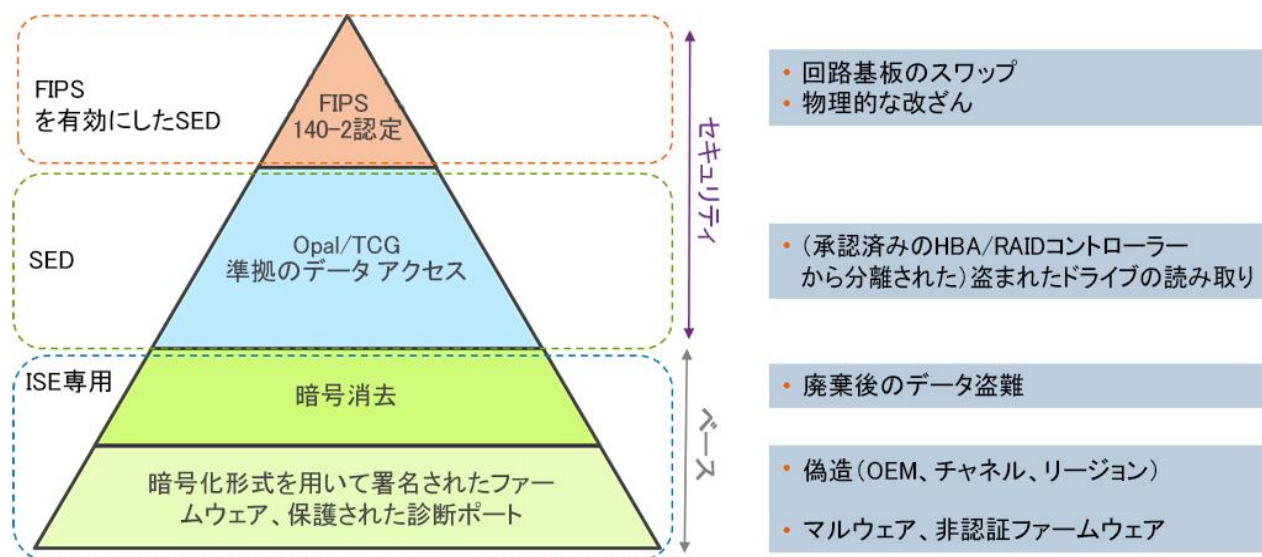 FIPS
を有効にしたSED
FIPS
140-2認定
セキュリティ
• 回路基板のスワップ
• 物理的な改ざん
SED
Opal/TCG
準拠のデータ アクセス
• (承認済みのHBA/RAIDコントローラー
から分離された)盗まれたドライブの読み取り
ISE専用
暗号消去
ベース
• 廃棄後のデータ盗難
暗号化形式を用いて署名されたファー
ムウェア、保護された診断ポート
• 偽造(OEM、チャネル、リージョン)
• マルウェア、非認証ファームウェア